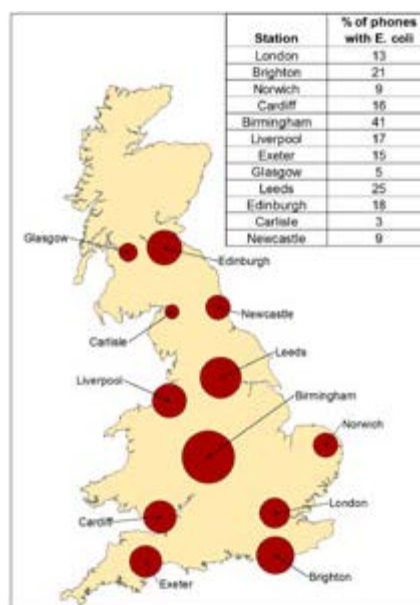 Station % of phones with E. coli
London 13
Brighton 21
Norwich 9
Cardiff 16
Birmingham 41
Liverpool 17
Exeter 15
Glasgow 5
Leeds 25
Edinburgh 18
Carlisle 3
Newcastle 9
Glasgow
Edinburgh
Carlisle
Newcastle
Leeds
Liverpool
Birmingham
Norwich
London
Cardiff
Exeter
Brighton